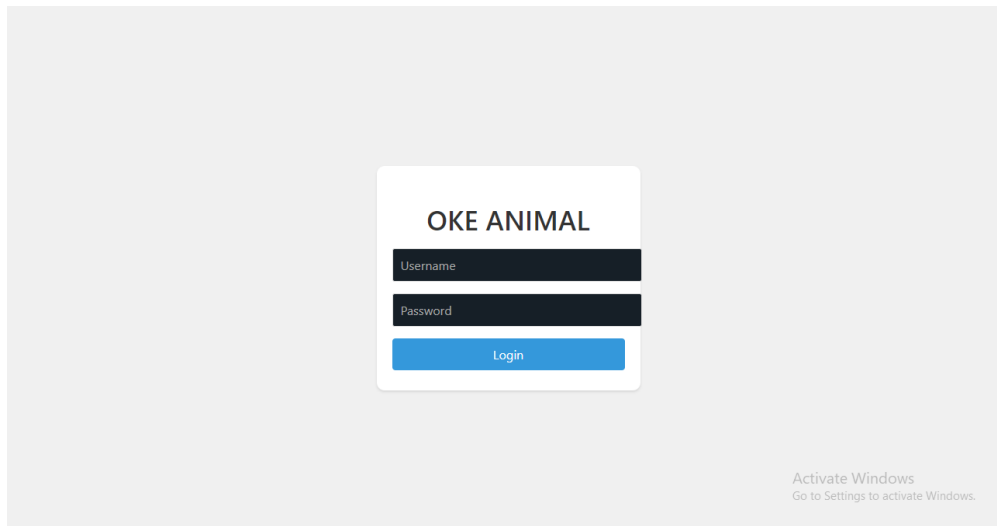 OKE ANIMAL
Username
Password
Login
Activate Windows
Go to Settings to activate Windows.